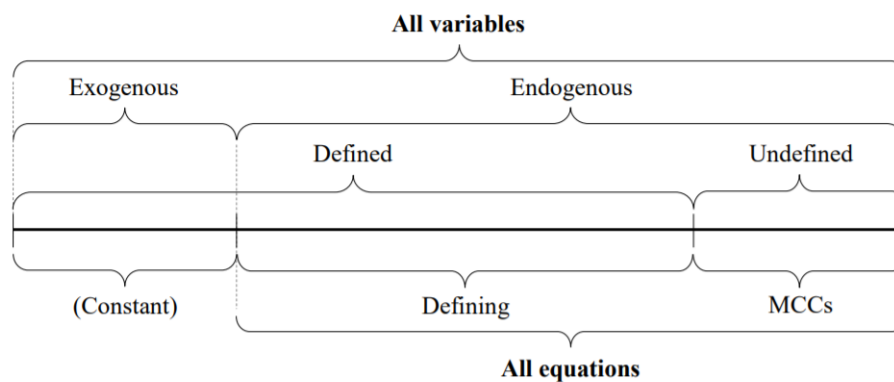 All variables
Exogenous Endogenous
Defined Undefined
(Constant) Defining MCCs
All equations